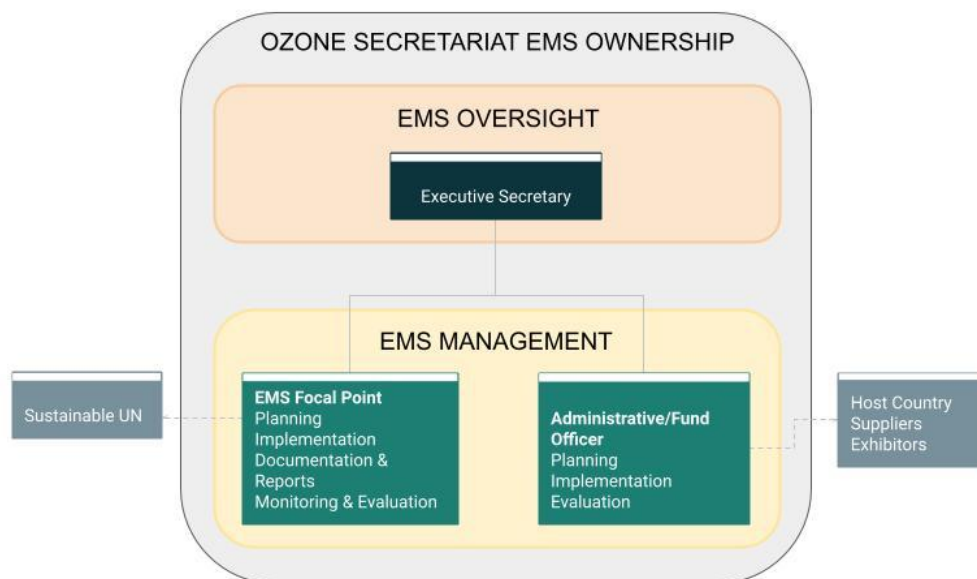 OZONE SECRETARIAT EMS OWNERSHIP
EMS OVERSIGHT
Executive Secretary
EMS MANAGEMENT
Sustainable UN
EMS Focal Point
Planning
Implementation
Documentation &
Reports
Monitoring & Evaluation
Administrative/Fund
Officer
Planning
Implementation
Evaluation
Host Country
Suppliers
Exhibitors